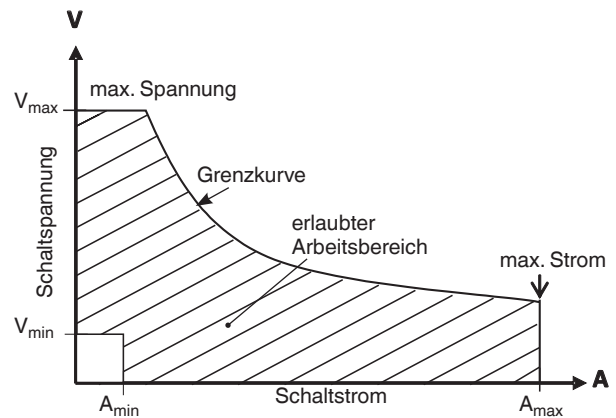 V
max. Spannung
Vmax
Grenzkurve
Schaltspannung
erlaubter
Arbeitsbereich
max. Strom
Vmin
A
Amin
Schaltstrom
Amax